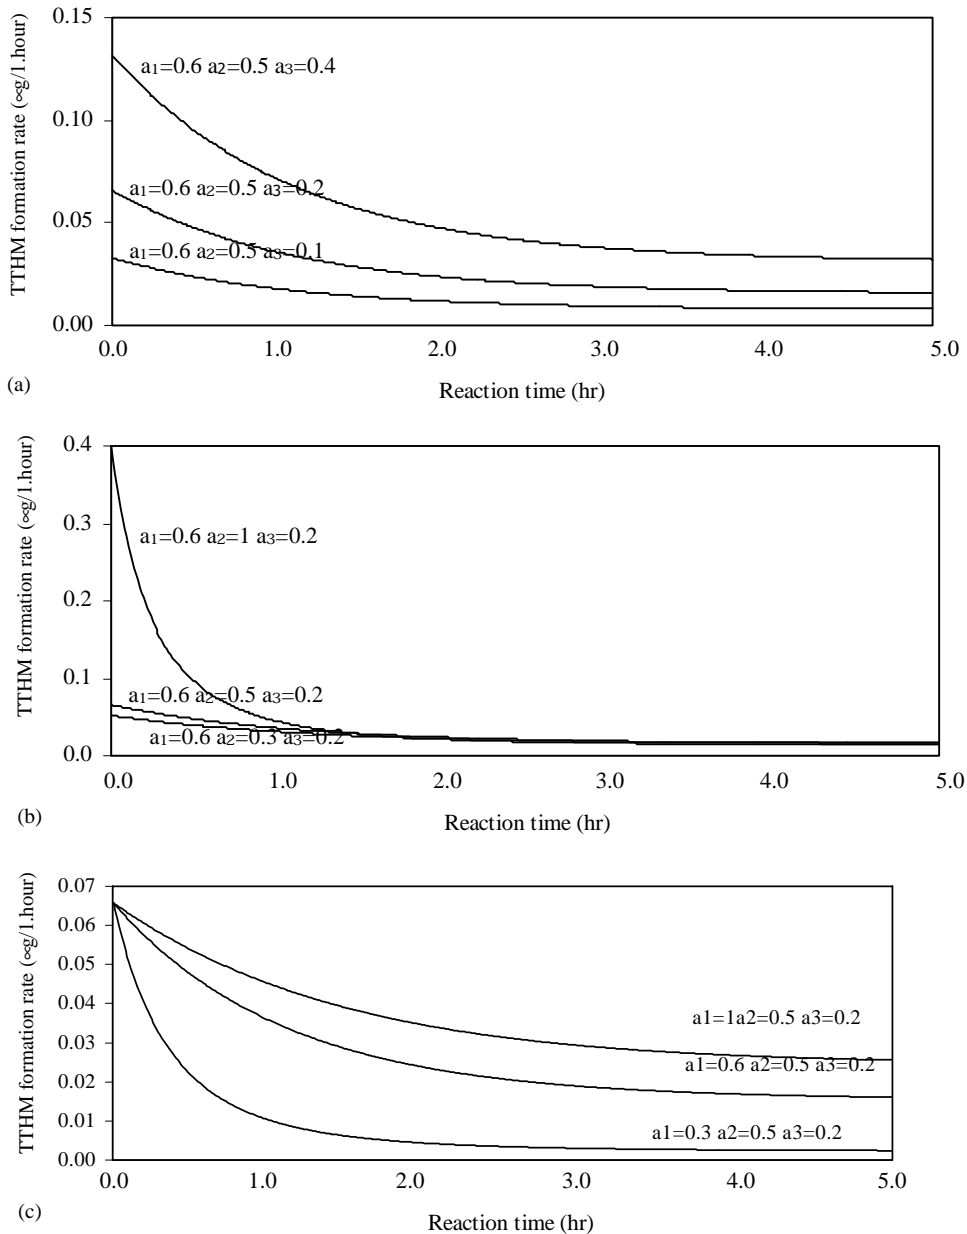 0.15
a1=0.6 a2=0.5 a3=0.4
0.10
a1=0.6 a2=0.5 a3=0.2
0.05
a1=0.6 a2=0.5 a3=0.1
0.00
TTHM formation rate (∝g/1.hour)
0.0 1.0 2.0 3.0 4.0 5.0
Reaction time (hr)
(a)
0.4
0.3
a1=0.6 a2=1 a3=0.2
0.2
0.1
a1=0.6 a2=0.5 a3=0.2
a1=0.6 a2=0.3 a3=0.2
0.0
TTHM formation rate (∝g/1.hour)
0.0 1.0 2.0 3.0 4.0 5.0
Reaction time (hr)
(b)
0.07
0.06
0.05
0.04
a1=1a2=0.5 a3=0.2
0.03
a1=0.6 a2=0.5 a3=0.2
0.02
0.01
a1=0.3 a2=0.5 a3=0.2
0.00
TTHM formation rate (∝g/1.hour)
0.0 1.0 2.0 3.0 4.0 5.0
Reaction time (hr)
(c)